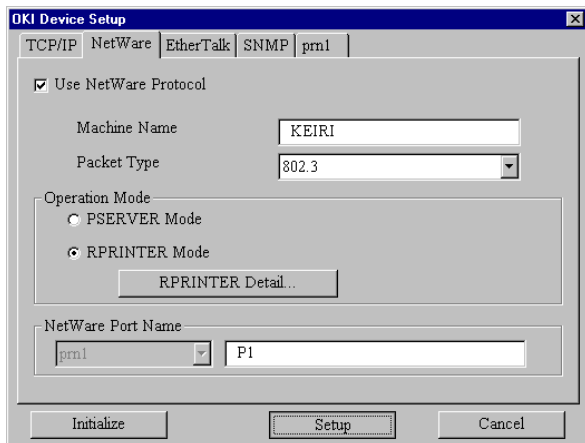 OKI Device Setup
TCP/IP NetWare EtherTalk SNMP prn1
Use NetWare Protocol
Machine Name KEIRI
Packet Type 802.3
Operation Mode
PSERVER Mode
RPRINTER Mode
RPRINTER Detail...
NetWare Port Name
prn1 P1
Initialize Setup Cancel